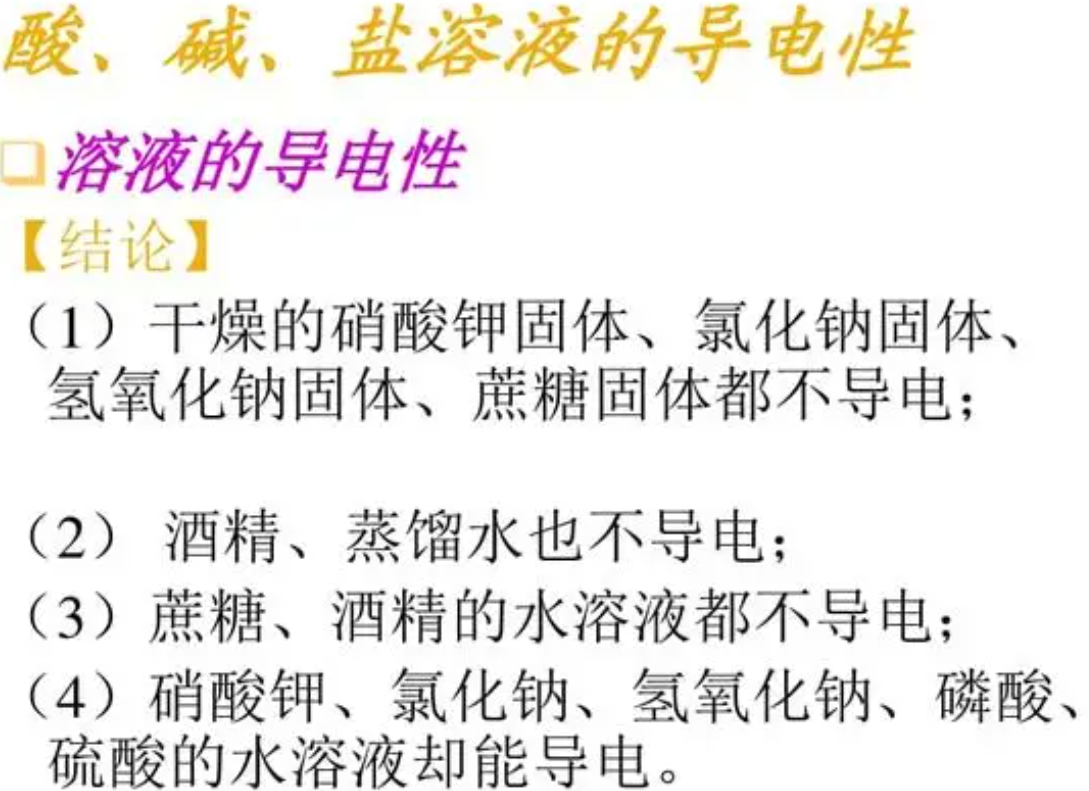 酸、碱、盐溶液的导电性
溶液的导电性
【结论】
（1）干燥的硝酸钾固体、氯化钠固体、
氢氧化钠固体、蔗糖固体都不导电；
（2） 酒精、蒸馏水也不导电；
（3）蔗糖、酒精的水溶液都不导电；
（4）硝酸钾、氯化钠、氢氧化钠、磷酸、
硫酸的水溶液却能导电。